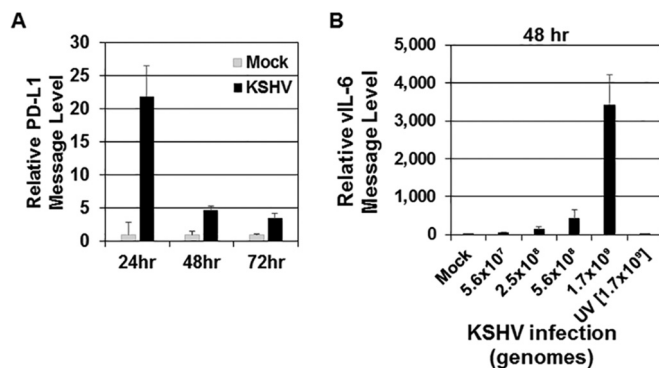 A
Relative PD-L1
Message Level
30
25
20
15
10
5
0
Mock
KSHV
24hr
48hr
72hr
B
48 hr
Relative vIL-6
Message Level
5,000
4,000
3,000
2,000
1,000
0
Mock
5.6x10⁷
2.5x10⁸
5.6x10⁸
1.7x10⁹
UV [1.7x10⁹]
KSHV infection
(genomes)